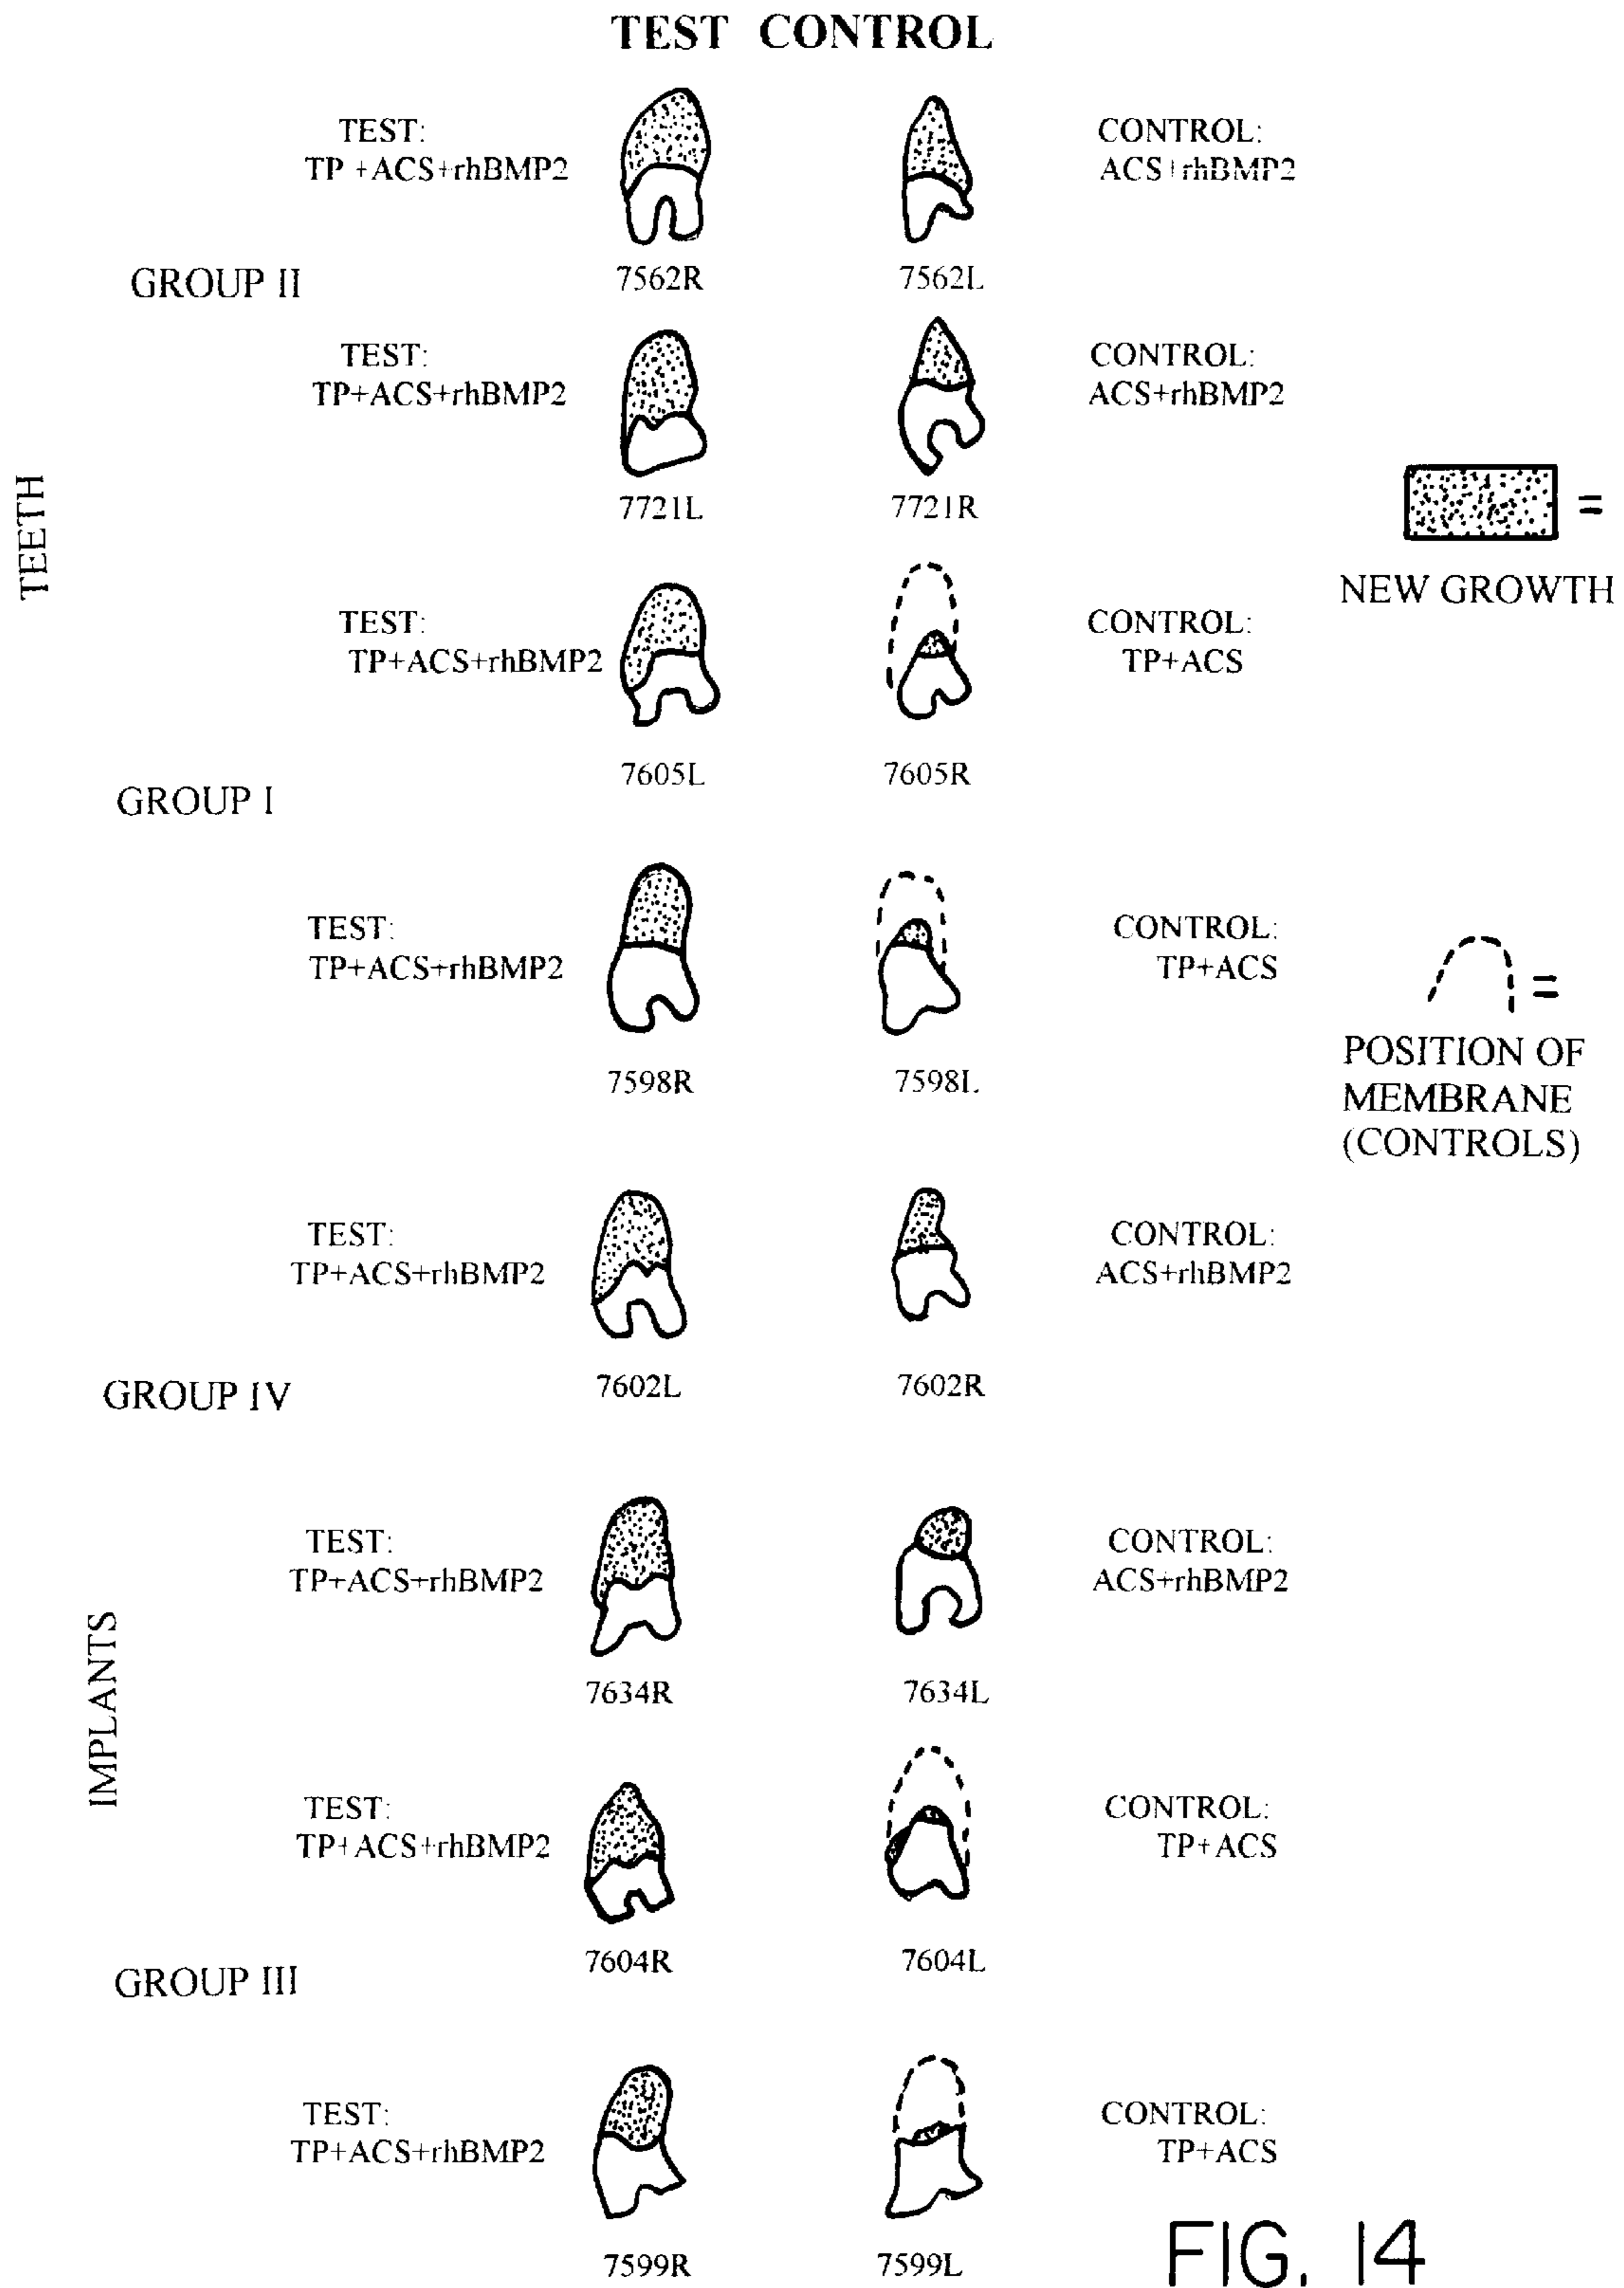 TEST CONTROL
TEST:
TP +ACS+rhBMP2
CONTROL:
ACS+rhBMP2
7562R
7562L
GROUP II
TEST:
TP+ACS+rhBMP2
CONTROL:
ACS+rhBMP2
7721L
7721R
TEETH
=
NEW GROWTH
TEST:
TP+ACS+rhBMP2
CONTROL:
TP+ACS
7605L
7605R
GROUP I
TEST:
TP+ACS+rhBMP2
CONTROL:
TP+ACS
7598R
7598L
=
POSITION OF
MEMBRANE
(CONTROLS)
TEST:
TP+ACS+rhBMP2
CONTROL:
ACS+rhBMP2
7602L
7602R
GROUP IV
TEST:
TP+ACS+rhBMP2
CONTROL:
ACS+rhBMP2
7634R
7634L
IMPLANTS
TEST:
TP+ACS+rhBMP2
CONTROL:
TP+ACS
7604R
7604L
GROUP III
TEST:
TP+ACS+rhBMP2
CONTROL:
TP+ACS
7599R
7599L
FIG. 14